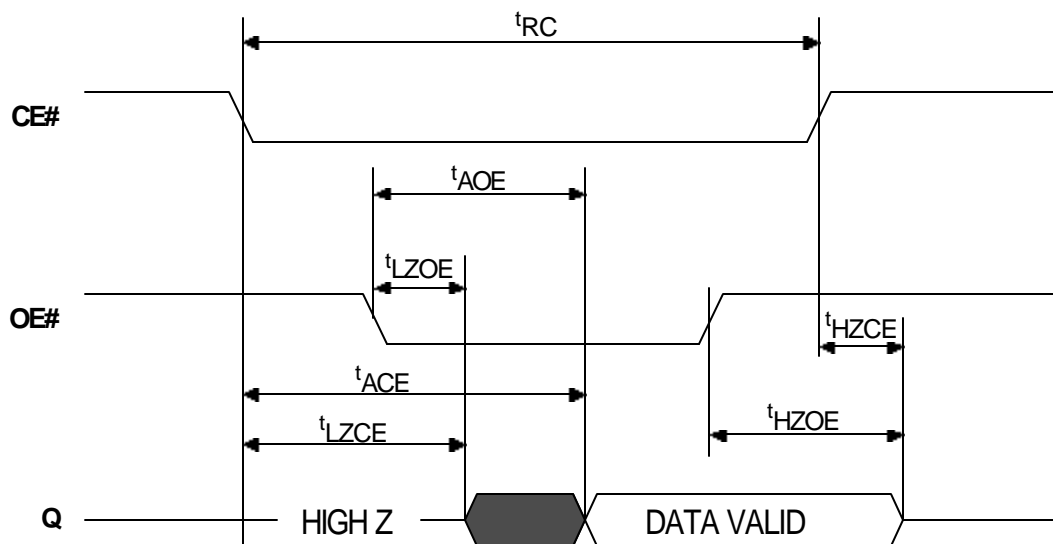 tRC
CE#
tAOE
tLZOE
OE#
tHZCE
tACE
tHZOE
tLZCE
Q
HIGH Z
DATA VALID